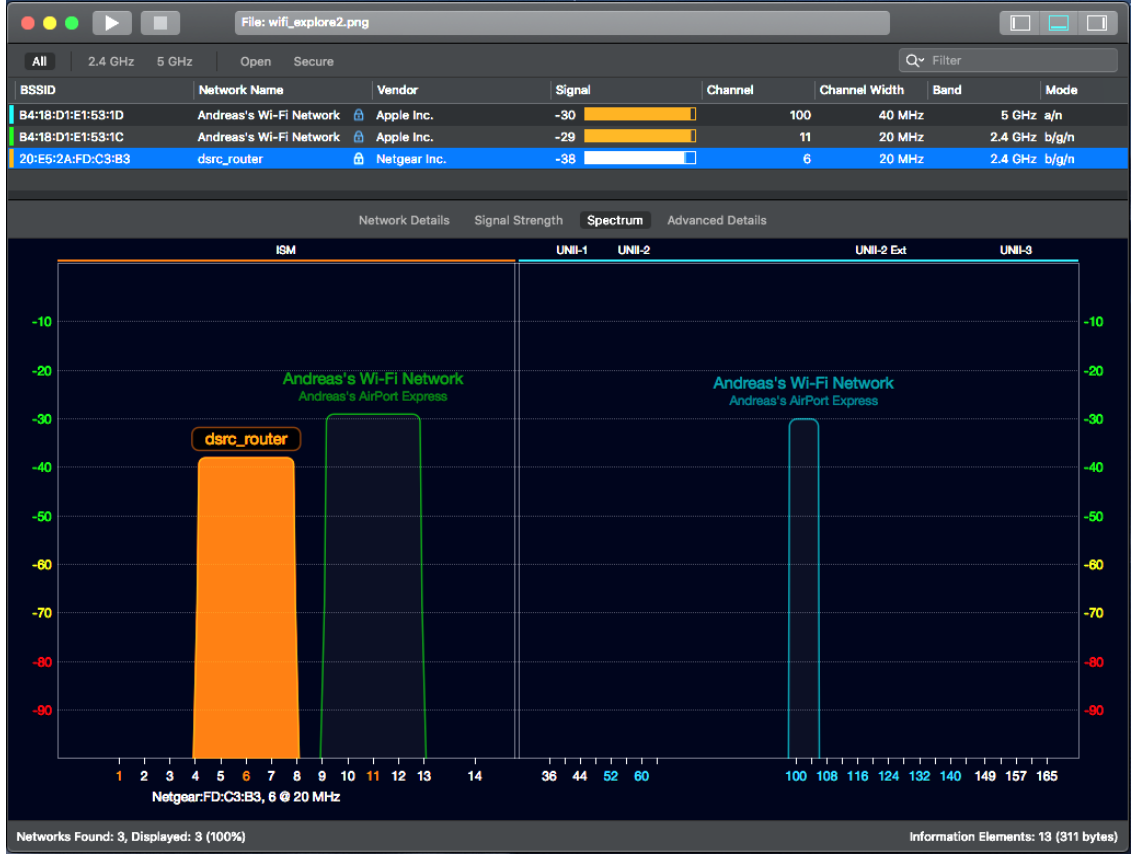 File: wifi_explore2.png
All 2.4 GHz 5 GHz Open Secure Filter
BSSID Network Name Vendor Signal Channel Channel Width Band Mode
B4:18:D1:E1:53:1D Andreas's Wi-Fi Network Apple Inc. -30 100 40 MHz 5 GHz a/n
B4:18:D1:E1:53:1C Andreas's Wi-Fi Network Apple Inc. -29 11 20 MHz 2.4 GHz b/g/n
20:E5:2A:FD:C3:B3 dsrc_router Netgear Inc. -38 6 20 MHz 2.4 GHz b/g/n
Network Details Signal Strength Spectrum Advanced Details
ISM UNII-1 UNII-2 UNII-2 Ext UNII-3
-10 -10
-20 -20
Andreas's Wi-Fi Network Andreas's Wi-Fi Network
Andreas's AirPort Express Andreas's AirPort Express
-30 -30
dsrc_router
-40 -40
-50 -50
-60 -60
-70 -70
-80 -80
-90 -90
1 2 3 4 5 6 7 8 9 10 11 12 13 14 36 44 52 60 100 108 116 124 132 140 149 157 165
Netgear:FD:C3:B3, 6 @ 20 MHz
Networks Found: 3, Displayed: 3 (100%) Information Elements: 13 (311 bytes)